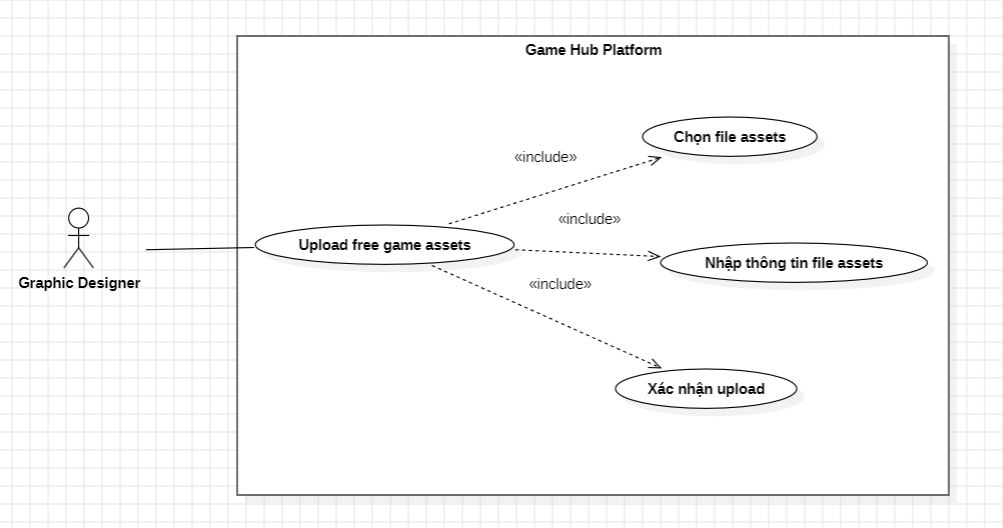 Game Hub Platform
Chọn file assets
«include»
«include»
Upload free game assets
Nhập thông tin file assets
Graphic Designer
«include»
Xác nhận upload